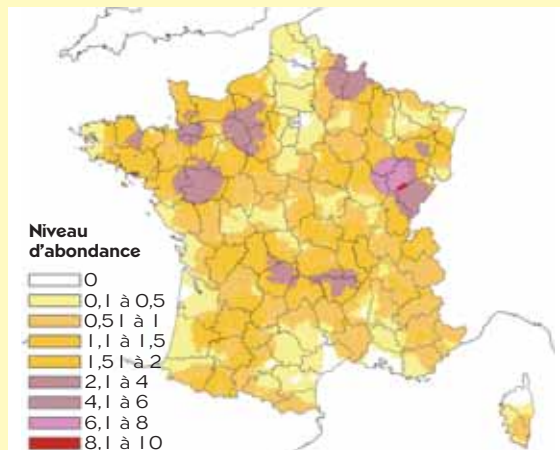 Niveau
d'abondance
0
0,1 à 0,5
0,51 à 1
1,1 à 1,5
1,51 à 2
2,1 à 4
4,1 à 6
6,1 à 8
8,1 à 10